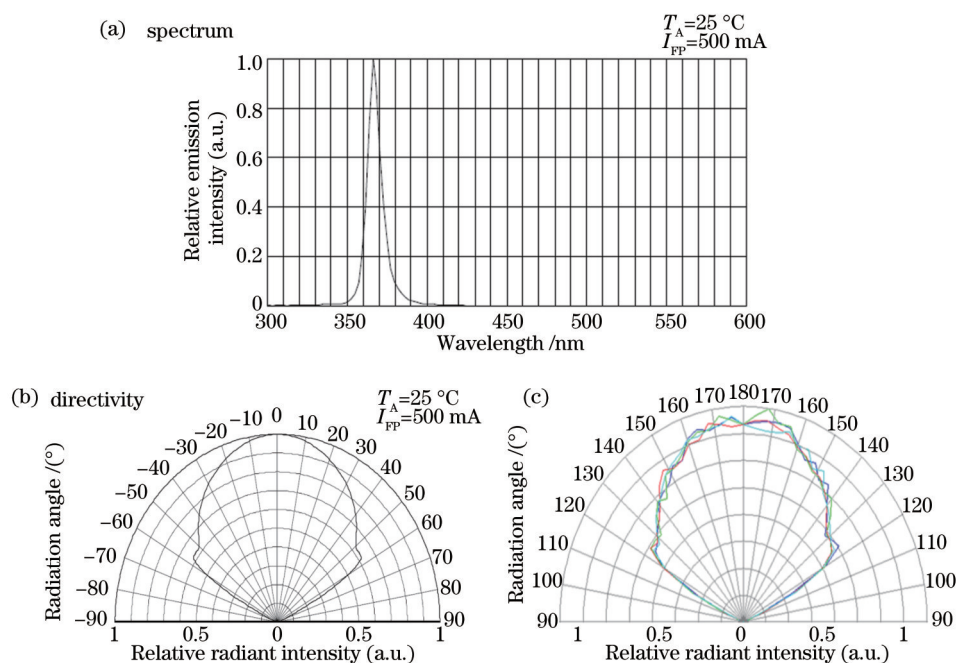 (a) spectrum
T_A=25 °C
I_FP=500 mA
Relative emission
intensity (a.u.)
1.0
0.8
0.6
0.4
0.2
0
300 350 400 450 500 550 600
Wavelength /nm
(b) directivity
T_A=25 °C
I_FP=500 mA
Radiation angle /(°)
-90 -80 -70 -60 -50 -40 -30 -20 -10 0 10 20 30 40 50 60 70 80 90
1 0.5 0 0.5 1
Relative radiant intensity (a.u.)
(c)
Radiation angle /(°)
90 100 110 120 130 140 150 160 170 180 170 160 150 140 130 120 110 100 90
1 0.5 0 0.5 1
Relative radiant intensity (a.u.)